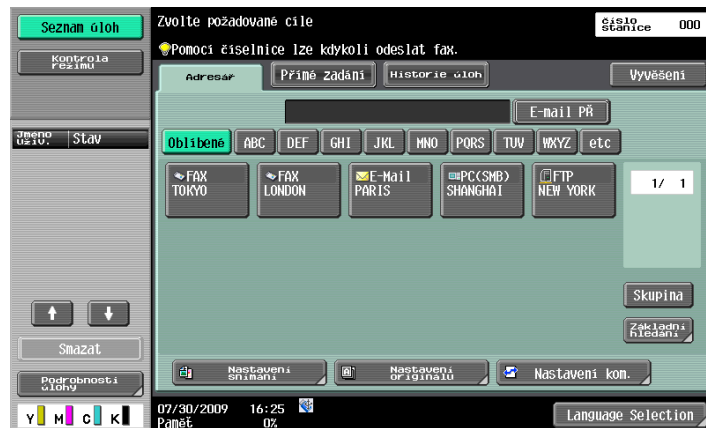 Seznam úloh
Kontrola
režimu
Jméno
uživ.
Stav
Smazat
Podrobnosti
úlohy
Y M C K
Zvolte požadované cíle
číslo
stanice
000
Pomocí číselnice lze kdykoli odeslat fax.
Adresář
Přímé zadání
Historie úloh
Vyvěšení
E-mail PŘ
Oblíbené ABC DEF GHI JKL MNO PQRS TUV WXYZ etc
FAX
TOKYO
FAX
LONDON
E-Mail
PARIS
PC(SMB)
SHANGHAI
FTP
NEW YORK
1/ 1
Skupina
Základní
hledání
Nastavení
snímání
Nastavení
originálu
Nastavení kom.
07/30/2009 16:25
Paměť 0%
Language Selection